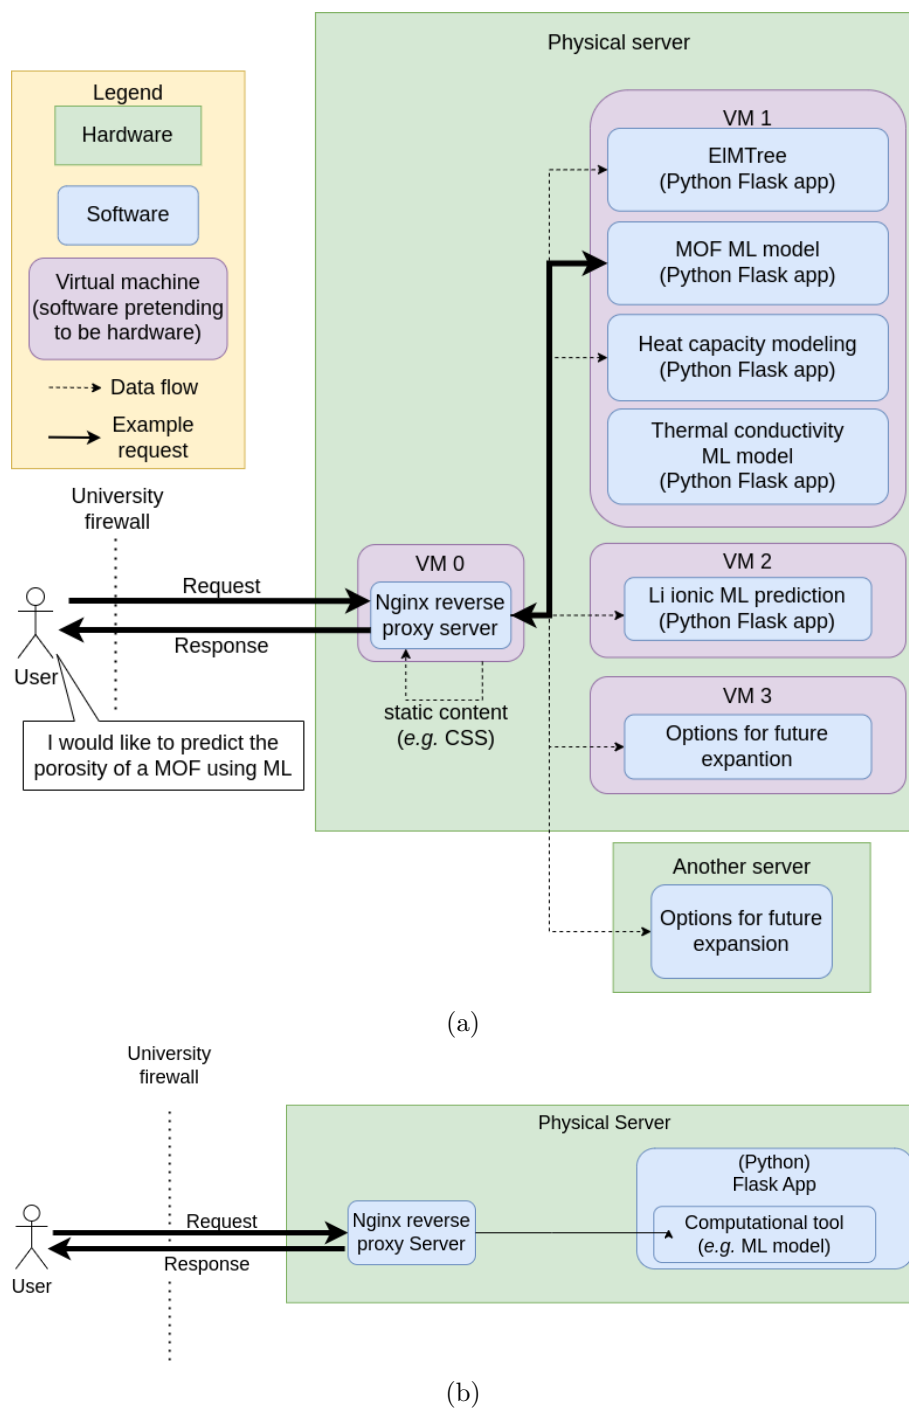 Physical server
Legend
Hardware
Software
Virtual machine
(software pretending
to be hardware)
Data flow
Example
request
VM 1
ElMTree
(Python Flask app)
MOF ML model
(Python Flask app)
Heat capacity modeling
(Python Flask app)
Thermal conductivity
ML model
(Python Flask app)
University
firewall
VM 0
Nginx reverse
proxy server
Request
Response
User
static content
(e.g. CSS)
I would like to predict the
porosity of a MOF using ML
VM 2
Li ionic ML prediction
(Python Flask app)
VM 3
Options for future
expantion
Another server
Options for future
expansion
(a)
University
firewall
Physical Server
(Python)
Flask App
Computational tool
(e.g. ML model)
Nginx reverse
proxy Server
Request
Response
User
(b)